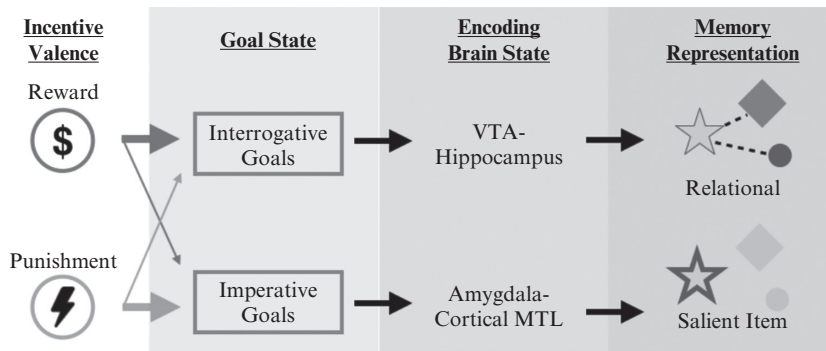 Incentive
Valence
Goal State
Encoding
Brain State
Memory
Representation
Reward
$
Interrogative
Goals
VTA-
Hippocampus
Relational
Punishment
Imperative
Goals
Amygdala-
Cortical MTL
Salient Item